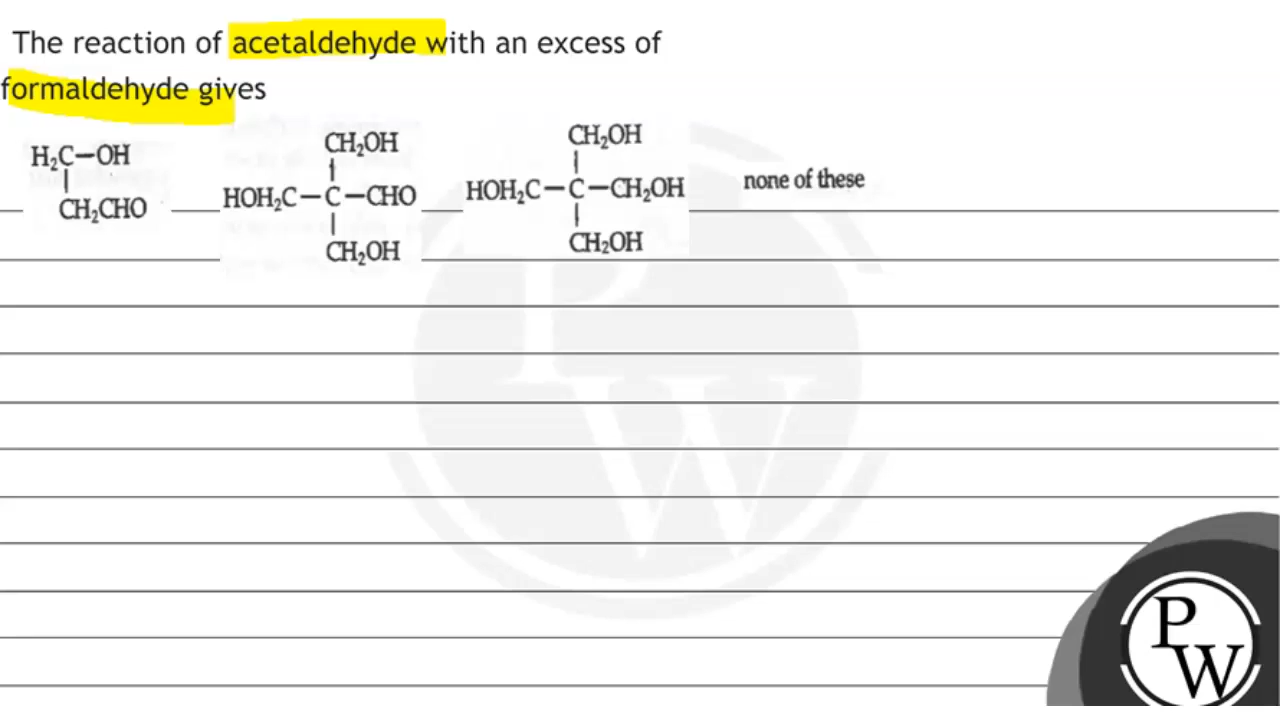 The reaction of acetaldehyde with an excess of
formaldehyde gives
H₂C–OH
CH₂CHO
CH₂OH
HOH₂C–C–CHO
CH₂OH
CH₂OH
HOH₂C–C–CH₂OH
CH₂OH
none of these
P
W
P
W